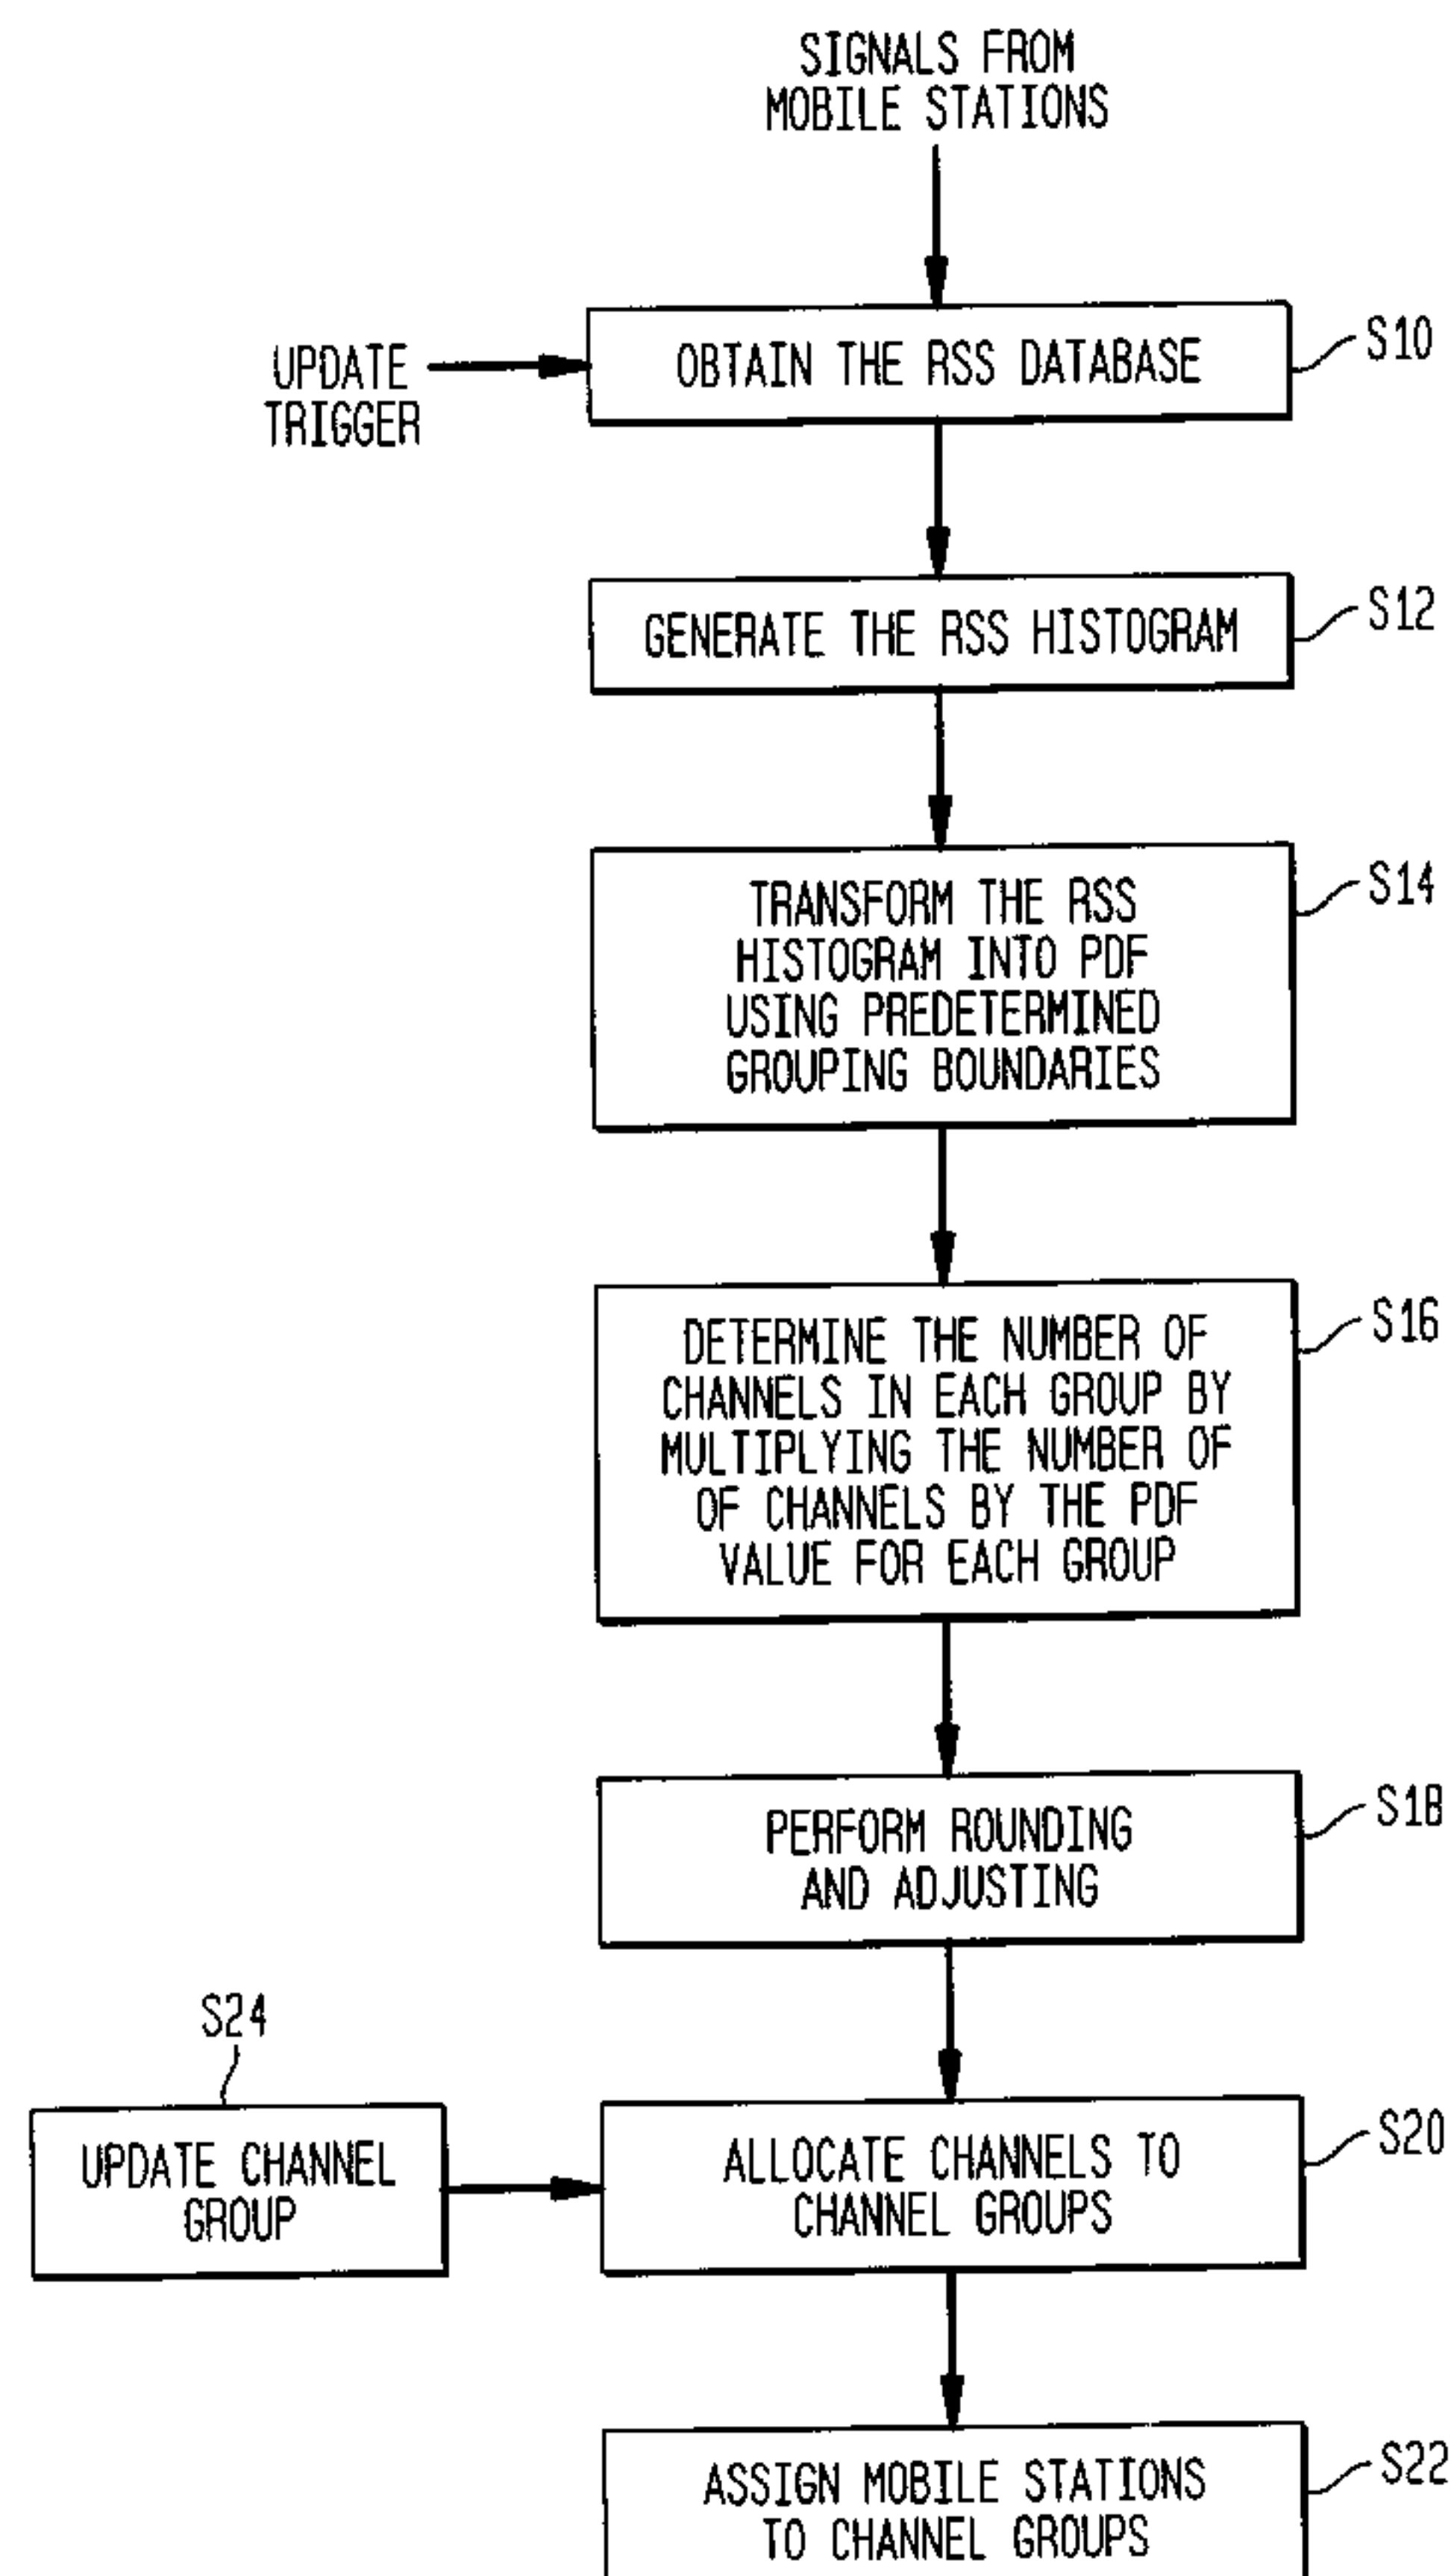 SIGNALS FROM
MOBILE STATIONS
UPDATE
TRIGGER
OBTAIN THE RSS DATABASE
S10
GENERATE THE RSS HISTOGRAM
S12
TRANSFORM THE RSS
HISTOGRAM INTO PDF
USING PREDETERMINED
GROUPING BOUNDARIES
S14
DETERMINE THE NUMBER OF
CHANNELS IN EACH GROUP BY
MULTIPLYING THE NUMBER OF
OF CHANNELS BY THE PDF
VALUE FOR EACH GROUP
S16
PERFORM ROUNDING
AND ADJUSTING
S18
S24
UPDATE CHANNEL
GROUP
ALLOCATE CHANNELS TO
CHANNEL GROUPS
S20
ASSIGN MOBILE STATIONS
TO CHANNEL GROUPS
S22